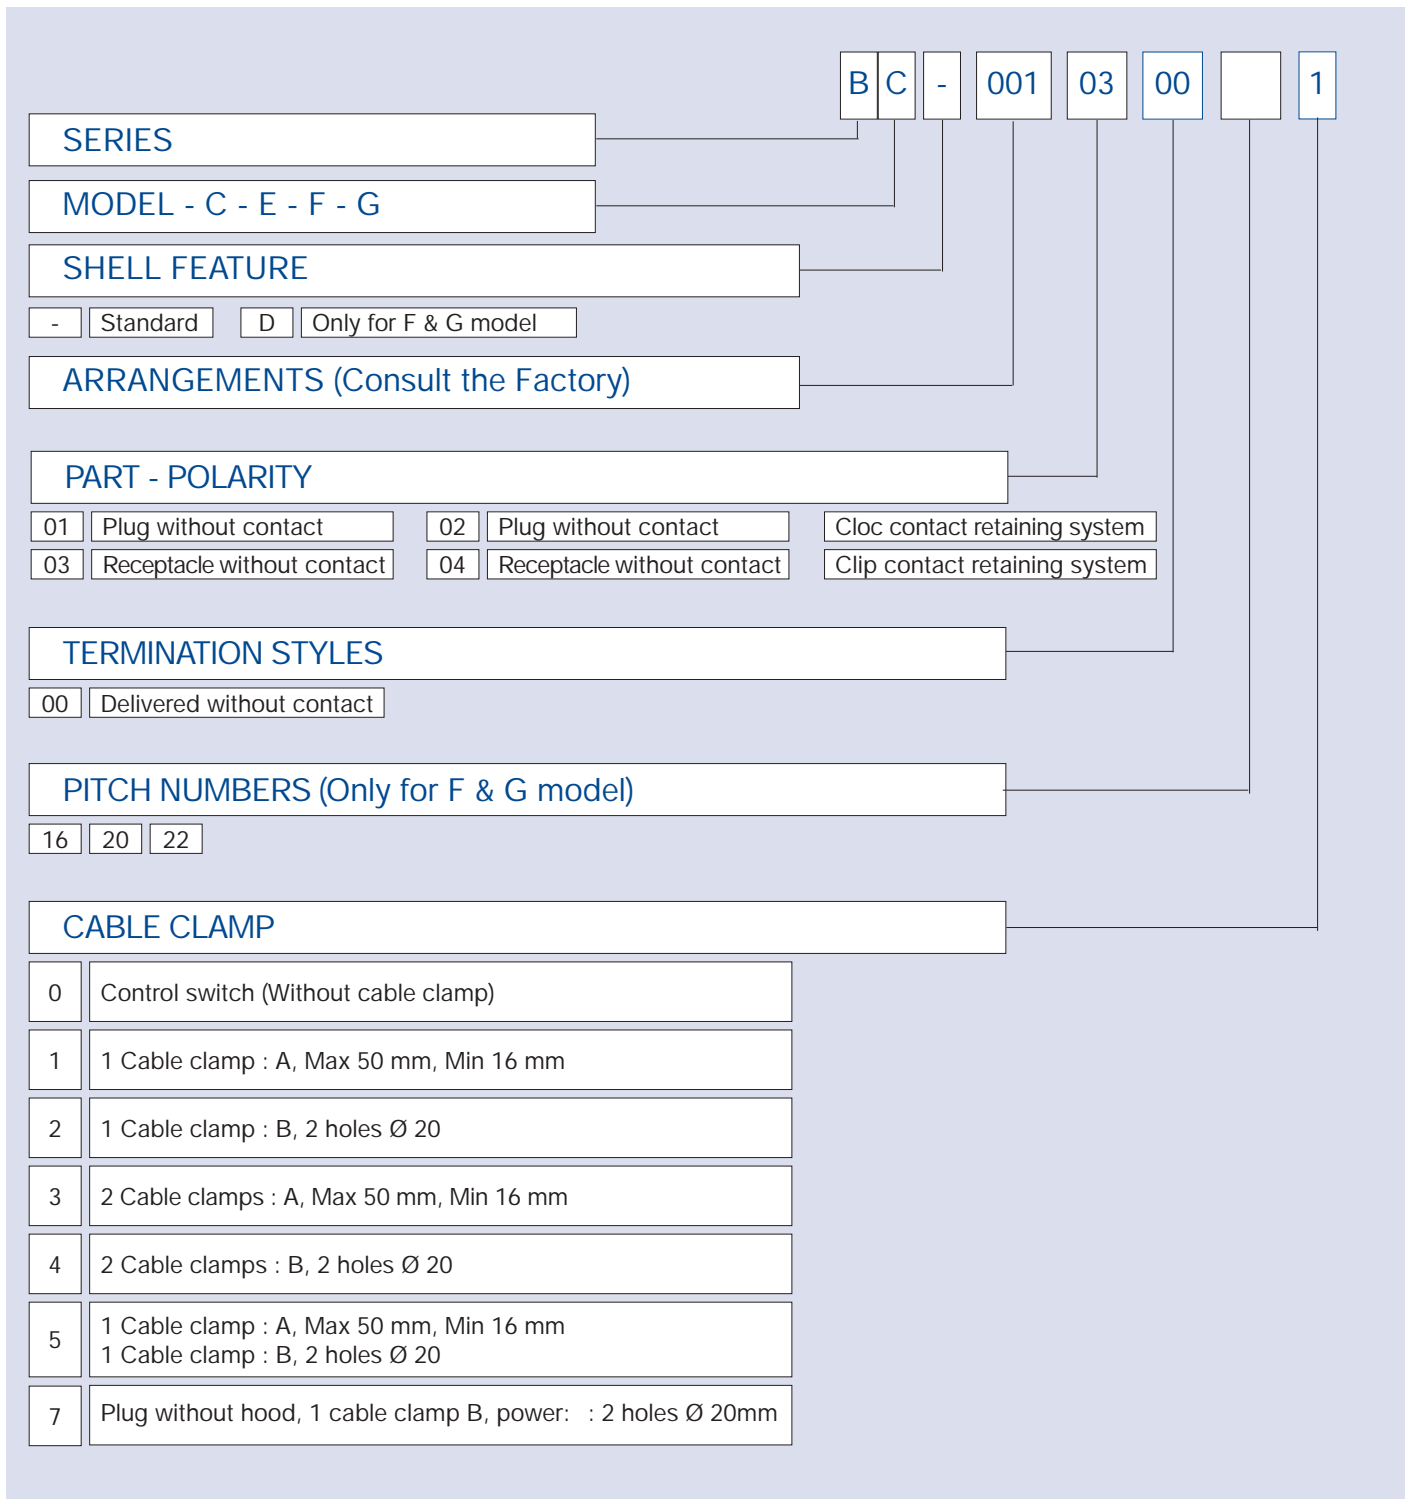 B C - 001 03 00 1
SERIES
MODEL - C - E - F - G
SHELL FEATURE
- Standard D Only for F & G model
ARRANGEMENTS (Consult the Factory)
PART - POLARITY
01 Plug without contact 02 Plug without contact Cloc contact retaining system
03 Receptacle without contact 04 Receptacle without contact Clip contact retaining system
TERMINATION STYLES
00 Delivered without contact
PITCH NUMBERS (Only for F & G model)
16 20 22
CABLE CLAMP
0 Control switch (Without cable clamp)
1 1 Cable clamp : A, Max 50 mm, Min 16 mm
2 1 Cable clamp : B, 2 holes Ø 20
3 2 Cable clamps : A, Max 50 mm, Min 16 mm
4 2 Cable clamps : B, 2 holes Ø 20
5 1 Cable clamp : A, Max 50 mm, Min 16 mm
1 Cable clamp : B, 2 holes Ø 20
7 Plug without hood, 1 cable clamp B, power: : 2 holes Ø 20mm